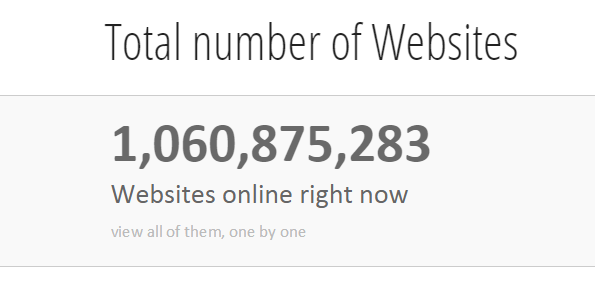 Total number of Websites
1,060,875,283
Websites online right now
view all of them, one by one